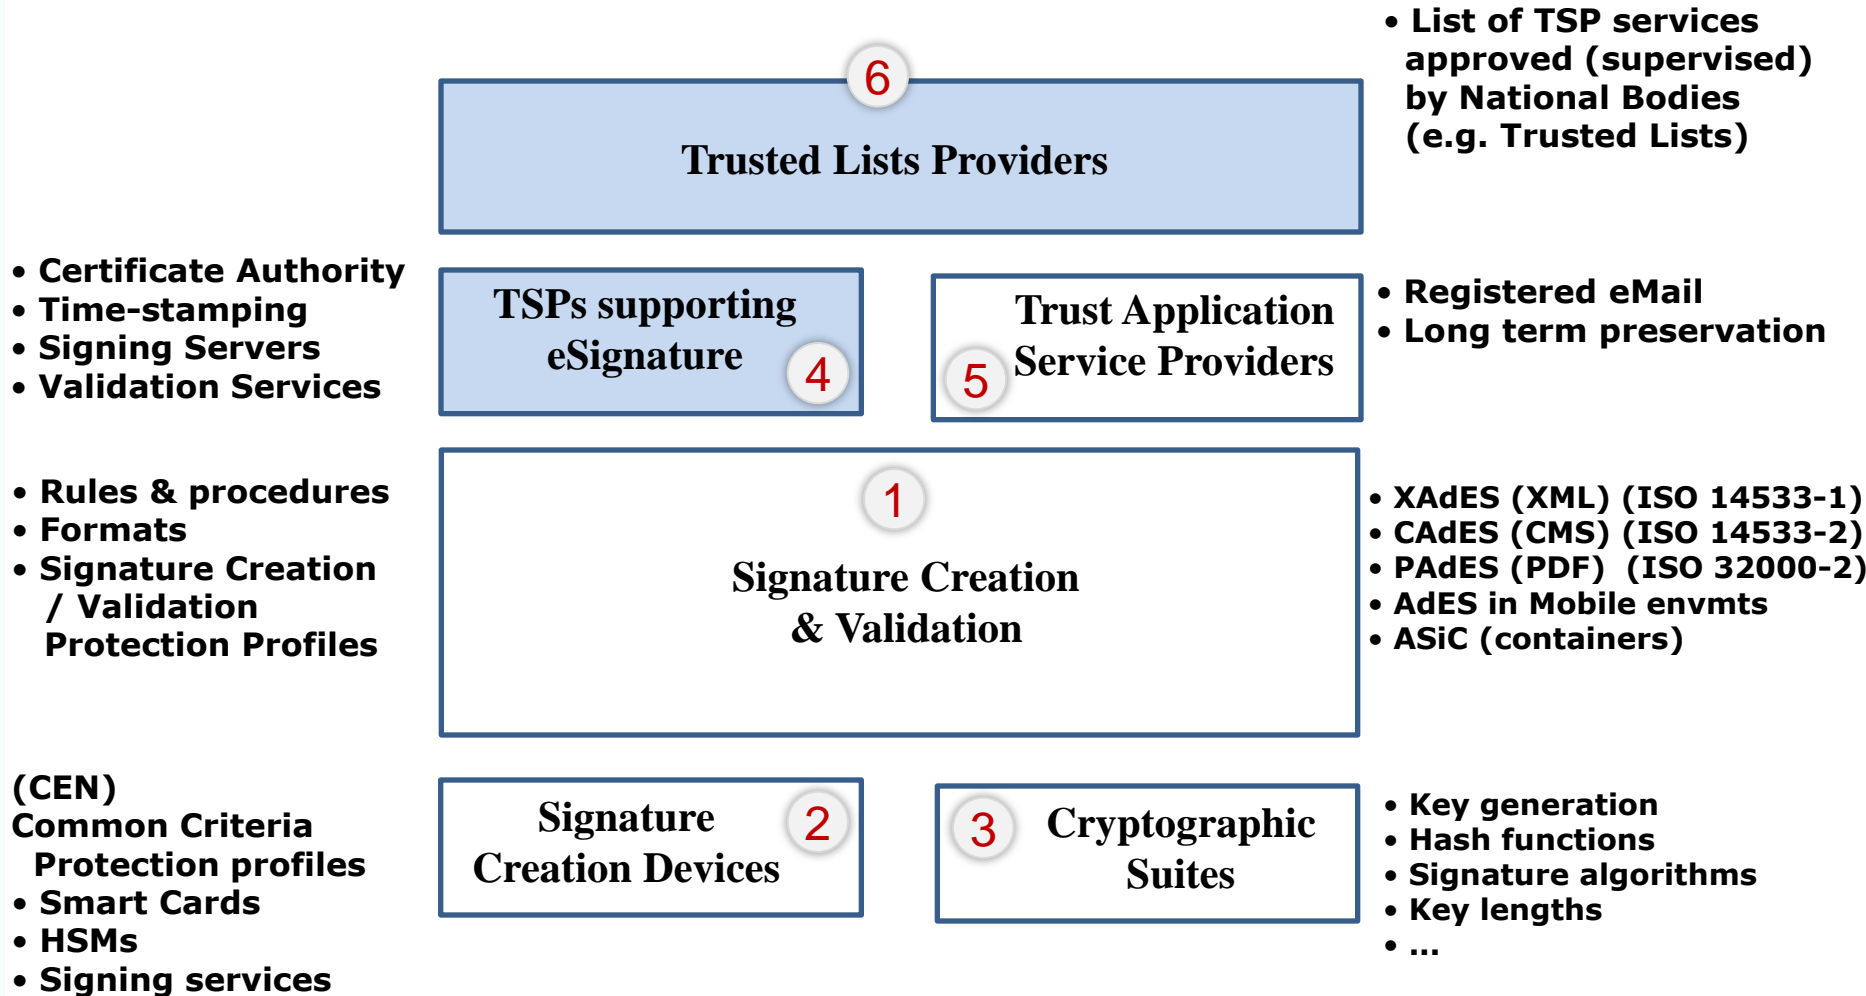 • List of TSP services
approved (supervised)
by National Bodies
(e.g. Trusted Lists)
6
Trusted Lists Providers
• Certificate Authority
• Time-stamping
• Signing Servers
• Validation Services
TSPs supporting
eSignature
4
Trust Application
Service Providers
5
• Registered eMail
• Long term preservation
• Rules & procedures
• Formats
• Signature Creation
/ Validation
Protection Profiles
1
Signature Creation
& Validation
• XAdES (XML) (ISO 14533-1)
• CAdES (CMS) (ISO 14533-2)
• PAdES (PDF) (ISO 32000-2)
• AdES in Mobile envmts
• ASiC (containers)
(CEN)
Common Criteria
Protection profiles
• Smart Cards
• HSMs
• Signing services
Signature
Creation Devices
2
3
Cryptographic
Suites
• Key generation
• Hash functions
• Signature algorithms
• Key lengths
• ...